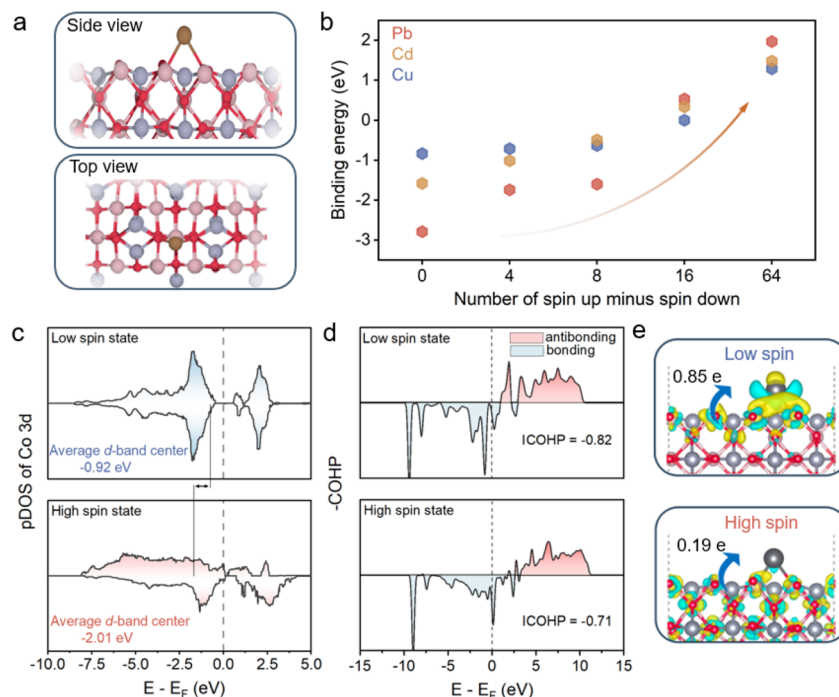 a
Side view
Top view
b
Pb
Cd
Cu
Binding energy (eV)
2
1
0
-1
-2
-3
0
4
8
16
64
Number of spin up minus spin down
c
pDOS of Co 3d
Low spin state
Average d-band center
-0.92 eV
High spin state
Average d-band center
-2.01 eV
-10.0
-7.5
-5.0
-2.5
0.0
2.5
5.0
E - EF (eV)
d
-COHP
Low spin state
antibonding
bonding
ICOHP = -0.82
High spin state
ICOHP = -0.71
-15
-10
-5
0
5
10
15
E - EF (eV)
e
Low spin
0.85 e
High spin
0.19 e